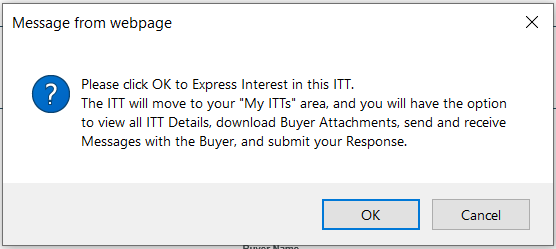 Message from webpage
Please click OK to Express Interest in this ITT.
The ITT will move to your "My ITTs" area, and you will have the option
to view all ITT Details, download Buyer Attachments, send and receive
Messages with the Buyer, and submit your Response.
OK
Cancel
Buyer Name